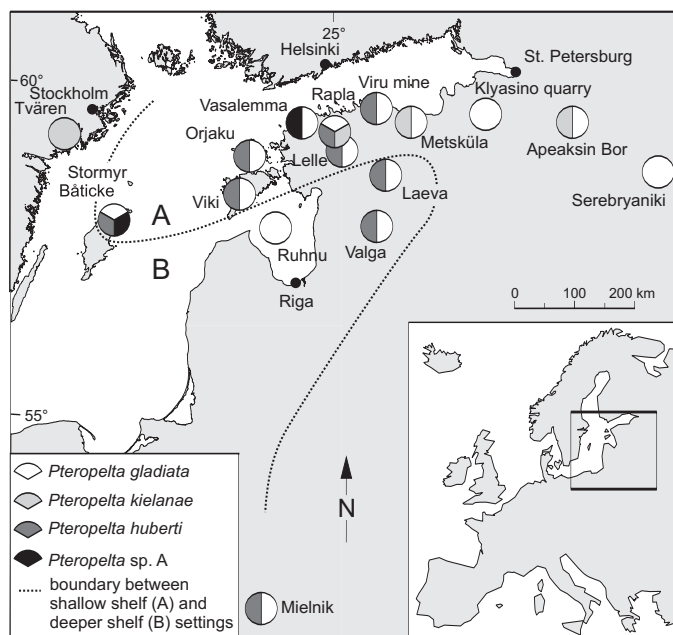 25°
Helsinki
St. Petersburg
60°
Stockholm
Tvären
Viru mine
Klyasino quarry
Vasalemma
Rapla
Orjaku
Lelle
Metsküla
Apeaksin Bor
Stormyr
Båticke
Viki
Laeva
Serebryaniki
A
B
Ruhnu
Valga
Riga
0 100 200 km
55°
N
Pteropelta gladiata
Pteropelta kielanae
Pteropelta huberti
Pteropelta sp. A
boundary between
shallow shelf (A) and
deeper shelf (B) settings
Mielnik